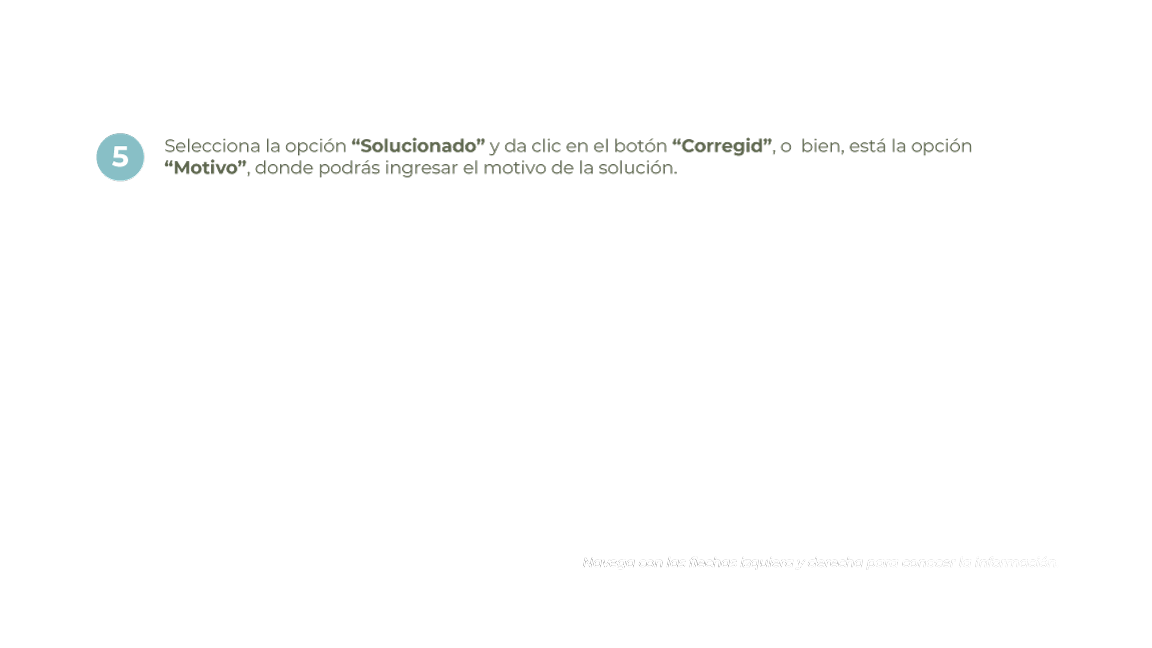 5
Selecciona la opción “Solucionado” y da clic en el botón “Corregid”, o  bien, está la opción
“Motivo”, donde podrás ingresar el motivo de la solución.
Navega con las flechas izquiera y derecha para conocer la información